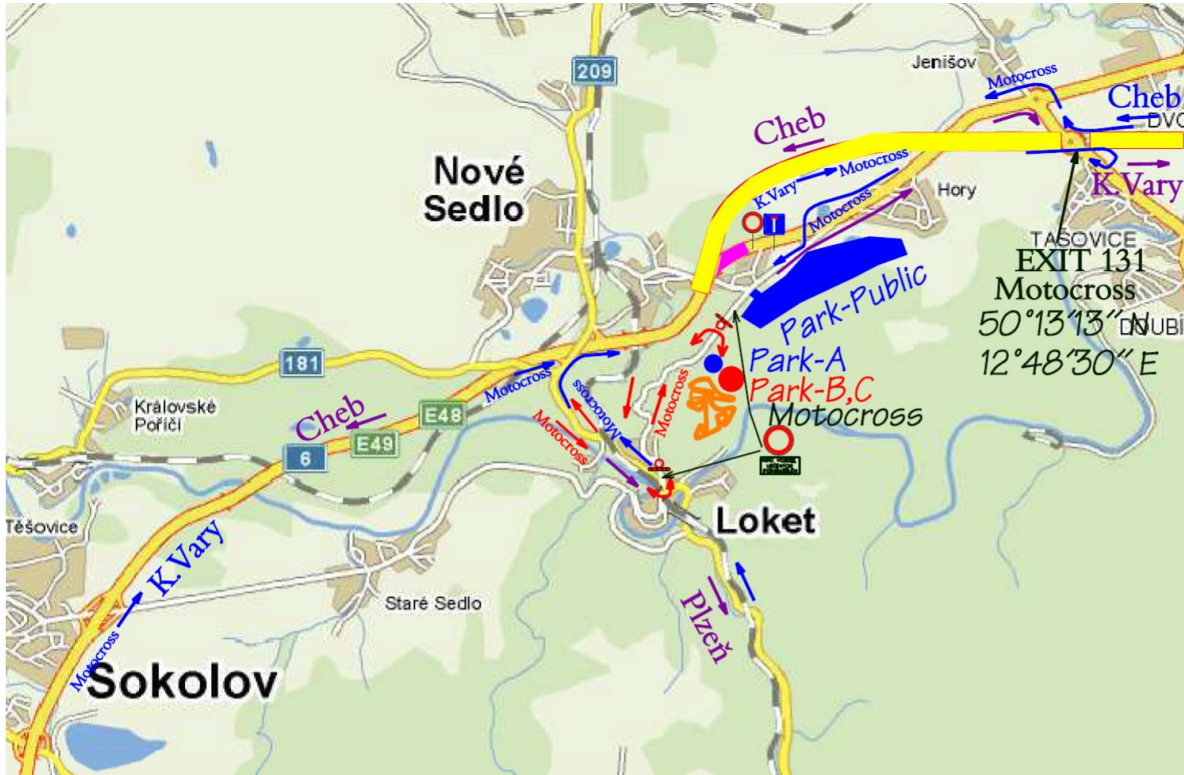 209
Jenišov
Motocross
Cheb
DVO
Cheb
Nové
Sedlo
K.Vary
Motocross
Motocross
Hory
K.Vary
TAŠOVICE
EXIT 131
Motocross
50°13'13'' N
DOUBÍ
12°48'30'' E
Park-Public
181
Motocross
Park-A
Park-B,C
Královské
Poříčí
Cheb
E48
E49
6
Motocross
Motocross
Motocross
Motocross
Těšovice
K.Vary
Loket
Staré Sedlo
Plzeň
Motocross
Sokolov